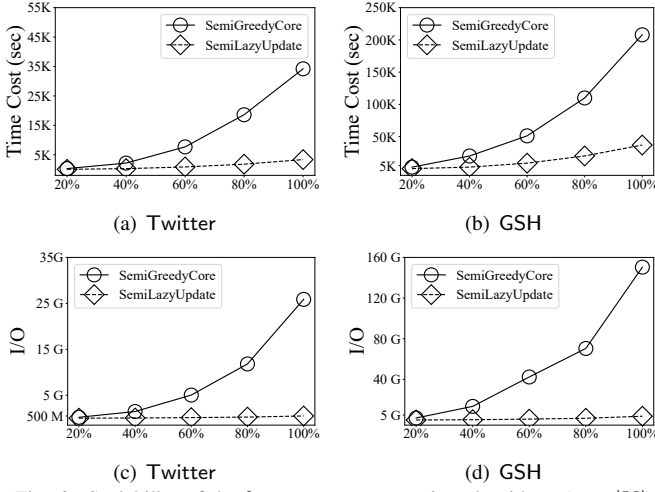 55K
35K
25K
15K
5K
Time Cost (sec)
SemiGreedyCore
SemiLazyUpdate
20% 40% 60% 80% 100%
(a) Twitter
250K
200K
100K
50K
5K
Time Cost (sec)
SemiGreedyCore
SemiLazyUpdate
20% 40% 60% 80% 100%
(b) GSH
35G
25 G
15 G
5 G
500 M
I/O
SemiGreedyCore
SemiLazyUpdate
20% 40% 60% 80% 100%
(c) Twitter
160 G
120 G
80 G
40 G
5 G
I/O
SemiGreedyCore
SemiLazyUpdate
20% 40% 60% 80% 100%
(d) GSH